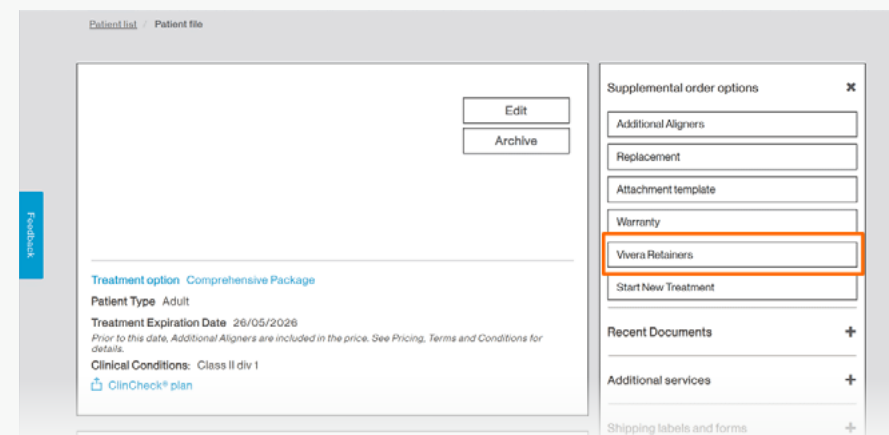 Patient list / Patient file
Edit
Archive
Treatment option Comprehensive Package
Patient Type Adult
Treatment Expiration Date 26/05/2026
Prior to this date, Additional Aligners are included in the price. See Pricing, Terms and Conditions for
details.
Clinical Conditions: Class II div 1
ClinCheck® plan
Supplemental order options
Additional Aligners
Replacement
Attachment template
Warranty
Vivera Retainers
Start New Treatment
Recent Documents
Additional services
Shipping labels and forms
Feedback